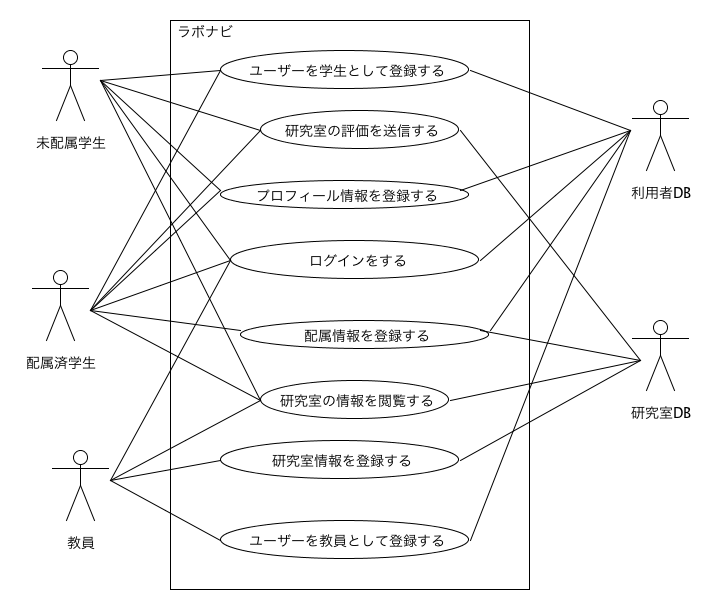 ラボナビ
ユーザーを学生として登録する
未配属学生
研究室の評価を送信する
プロフィール情報を登録する
利用者DB
ログインをする
配属情報を登録する
配属済学生
研究室の情報を閲覧する
研究室DB
研究室情報を登録する
ユーザーを教員として登録する
教員